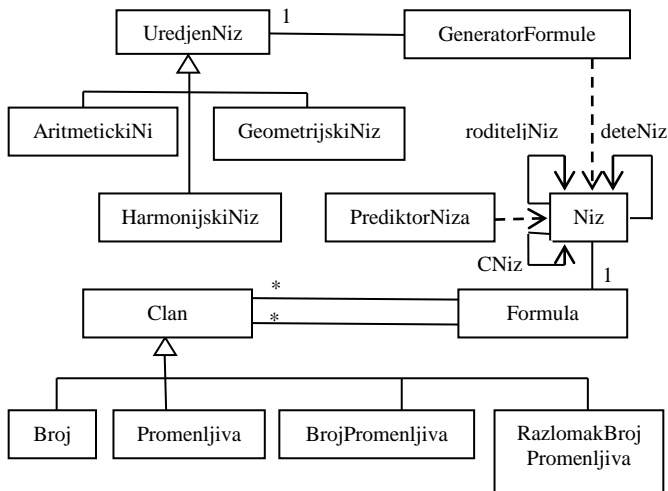 1
UredjenNiz
GeneratorFormule
AritmetickiNi
GeometrijskiNiz
roditeljNiz
deteNiz
HarmonijskiNiz
PrediktorNiza
Niz
CNiz
1
*
Clan
*
Formula
Broj
Promenljiva
BrojPromenljiva
RazlomakBroj
Promenljiva